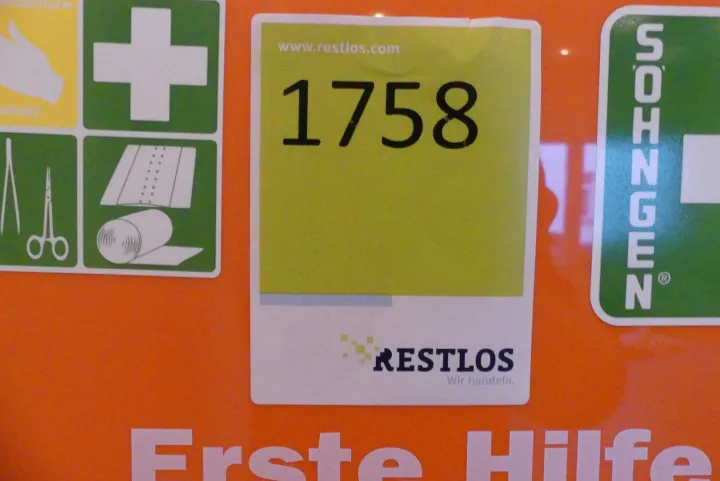 www.restlos.com
1758
RESTLOS
Wir handeln.
SÖHNGEN®
Erste Hilfe